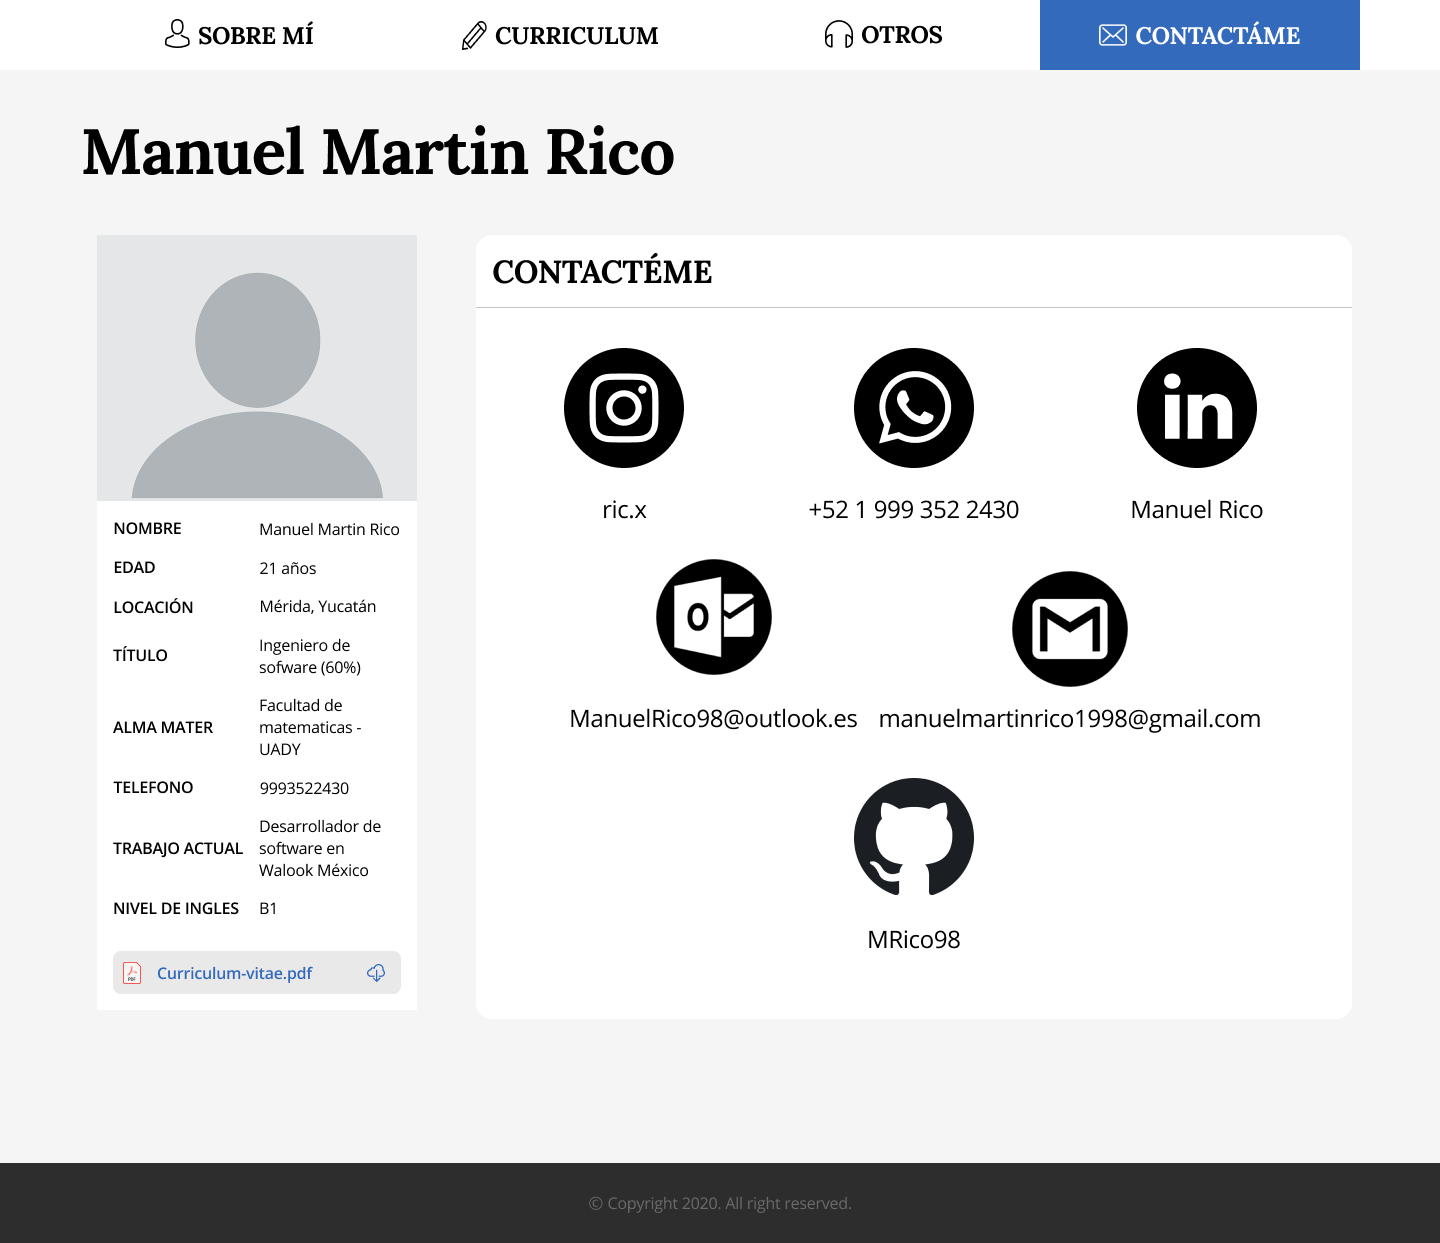 SOBRE MÍ
CURRICULUM
OTROS
CONTACTÁME
Manuel Martin Rico
NOMBRE Manuel Martin Rico
EDAD 21 años
LOCACIÓN Mérida, Yucatán
TÍTULO Ingeniero de
sofware (60%)
ALMA MATER Facultad de
matematicas -
UADY
TELEFONO 9993522430
TRABAJO ACTUAL Desarrollador de
software en
Walook México
NIVEL DE INGLES B1
PDF Curriculum-vitae.pdf
CONTACTÉME
in
ric.x
+52 1 999 352 2430
Manuel Rico
ManuelRico98@outlook.es
manuelmartinrico1998@gmail.com
MRico98
© Copyright 2020. All right reserved.